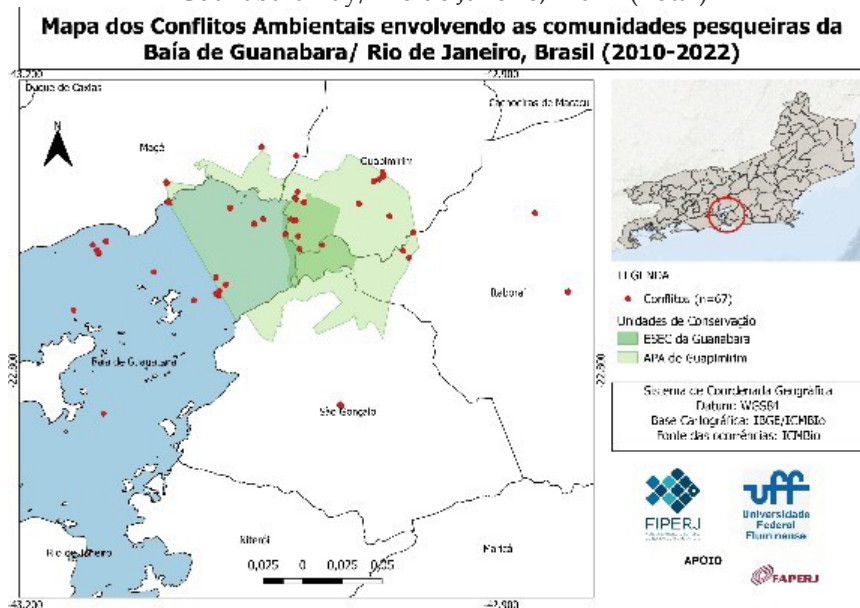 Mapa dos Conflitos Ambientais envolvendo as comunidades pesqueiras da
Baía de Guanabara/ Rio de Janeiro, Brasil (2010-2022)
-43,200
-42,900
Duque de Caxias
Cachoeiras de Macacu
N
Magé
Guapimirim
Itaboraí
Baía de Guanabara
-22,800
-22,800
São Gonçalo
Niterói
Rio de Janeiro
Maricá
0,025 0 0,025 0,05
-43,200
-42,900
LEGENDA
Conflitos (n=67)
Unidades de Conservação
ESEC da Guanabara
APA de Guapimirim
Sistema de Coordenada Geográfica
Datum: WGS84
Base Cartográfica: IBGE/ICMBIo
Fonte das ocorrências: ICMBio
FIPERJ
uff
Universidade
Federal
Fluminense
APOIO
FAPERJ